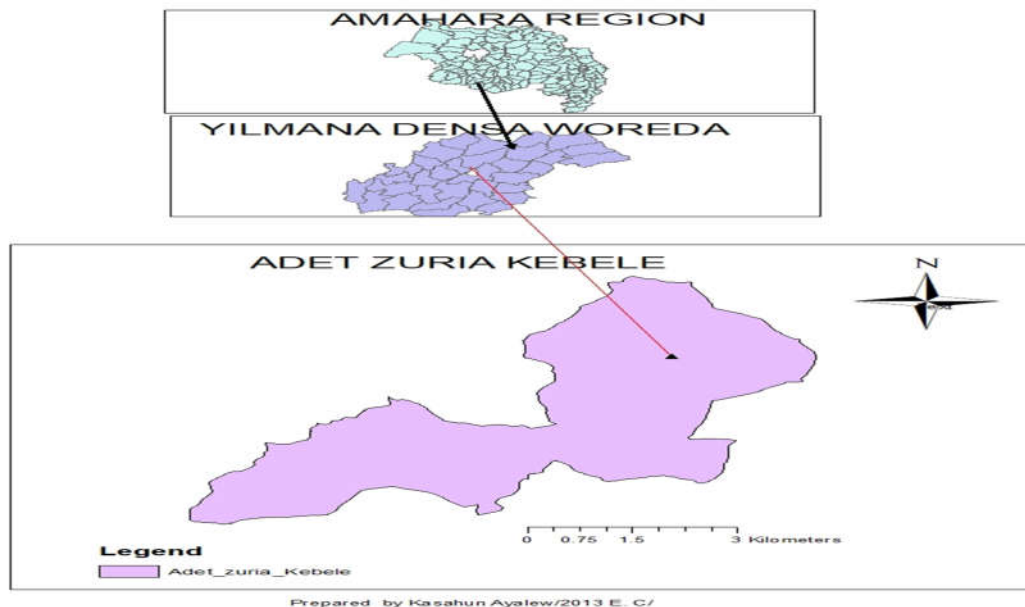 AMAHARA REGION
YILMANA DENSA WOREDA
ADET ZURIA KEBELE
N
0 0.75 1.5 3 Kilometers
Legend
Adet_zuria_Kebele
Prepared by Kasahun Ayalew/2013 E. C/